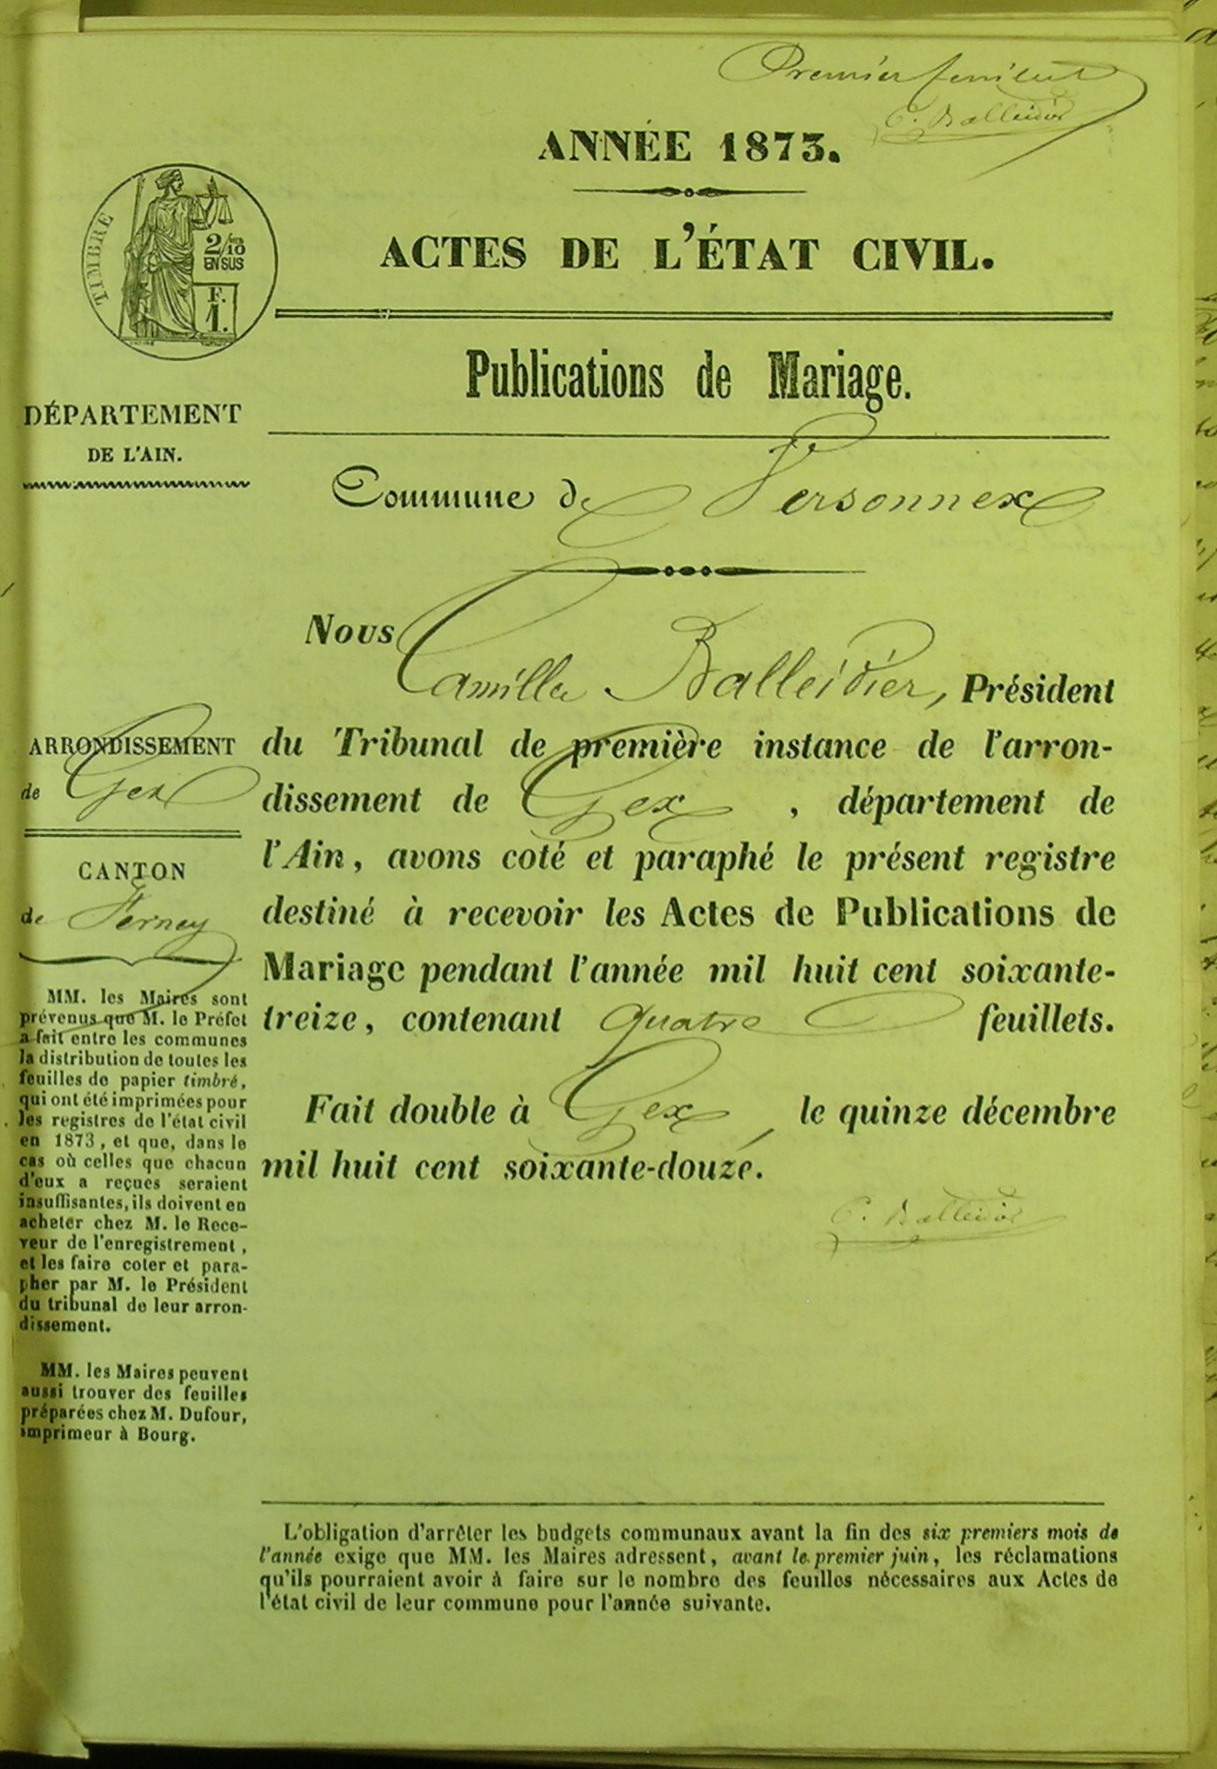 Premier feuillet
C. Balleidier
ANNÉE 1873.
ACTES DE L'ÉTAT CIVIL.
TIMBRE
2/10 EN SUS
F.
1.
Publications de Mariage.
DÉPARTEMENT
DE L'AIN.
Commune de Versonnex
Nous
Camille Balleidier, Président
du Tribunal de première instance de l'arron-
dissement de Gex, département de
l'Ain, avons coté et paraphé le présent registre
destiné à recevoir les Actes de Publications de
Mariage pendant l'année mil huit cent soixante-
treize, contenant quatre feuillets.
Fait double à Gex, le quinze décembre
mil huit cent soixante-douze.
C. Balleidier
ARRONDISSEMENT
de Gex
CANTON
de Ferney
MM. les Maires sont
prévenus que M. le Préfet
a fait entre les communes
la distribution de toutes les
feuilles de papier timbré,
qui ont été imprimées pour
les registres de l'état civil
en 1873, et que, dans le
cas où celles que chacun
d'eux a reçues seraient
insuffisantes, ils doivent en
acheter chez M. le Rece-
veur de l'enregistrement,
et les faire coter et para-
pher par M. le Président
du tribunal de leur arron-
dissement.
MM. les Maires peuvent
aussi trouver des feuilles
préparées chez M. Dufour,
imprimeur à Bourg.
L'obligation d'arrêter les budgets communaux avant la fin des six premiers mois de
l'année exige que MM. les Maires adressent, avant le premier juin, les réclamations
qu'ils pourraient avoir à faire sur le nombre des feuilles nécessaires aux Actes de
l'état civil de leur commune pour l'année suivante.